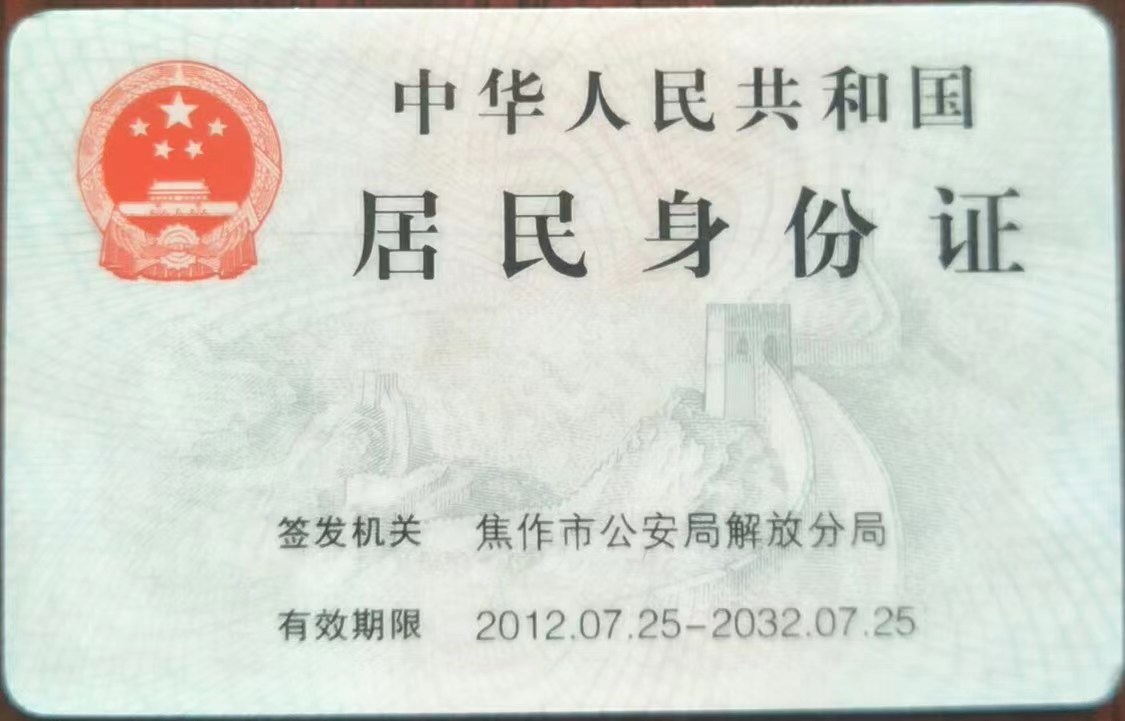 中华人民共和国
居民身份证
签发机关 焦作市公安局解放分局
有效期限 2012.07.25-2032.07.25